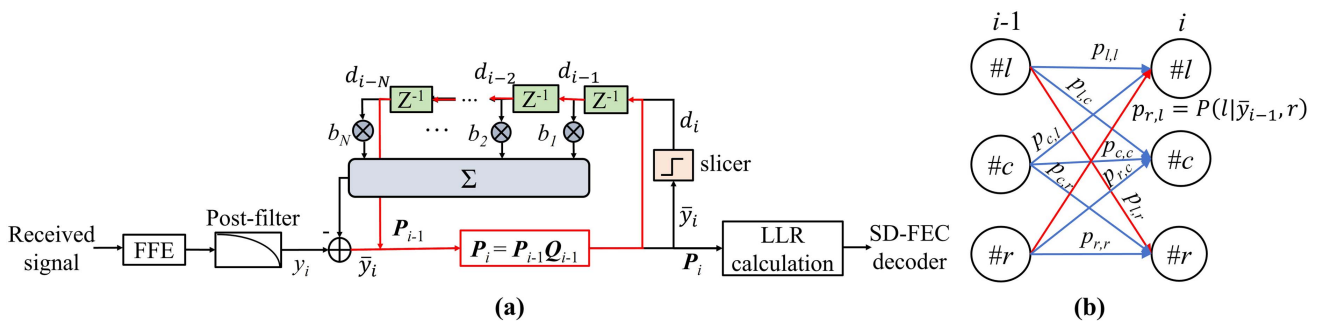 d_{i-N} d_{i-2} d_{i-1}
Z⁻¹ ... Z⁻¹ Z⁻¹
b_N ... b_2 b_1
d_i
Σ
slicer
Received
signal
FFE
Post-filter
y_i
-
ȳ_i
P_{i-1}
P_i = P_{i-1}Q_{i-1}
ȳ_i
P_i
LLR
calculation
SD-FEC
decoder
(a)
i-1 i
#l p_{l,l} #l
p_{l,c}
p_{r,l} = P(l|ȳ_{i-1}, r)
p_{c,l}
#c p_{c,c} #c
p_{r,c}
p_{c,r}
p_{l,r}
#r p_{r,r} #r
(b)